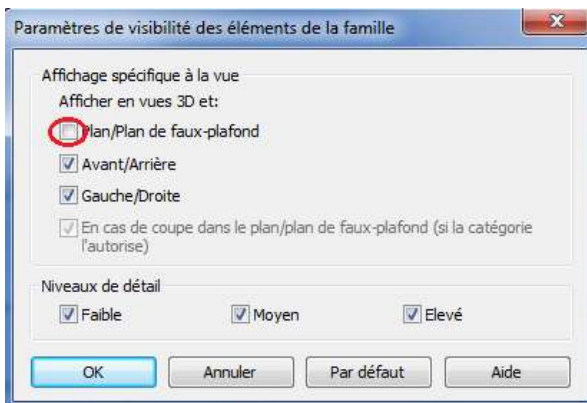 Paramètres de visibilité des éléments de la famille
Affichage spécifique à la vue
Afficher en vues 3D et:
Plan/Plan de faux-plafond
Avant/Arrière
Gauche/Droite
En cas de coupe dans le plan/plan de faux-plafond (si la catégorie
l'autorise)
Niveaux de détail
Faible Moyen Elevé
OK Annuler Par défaut Aide